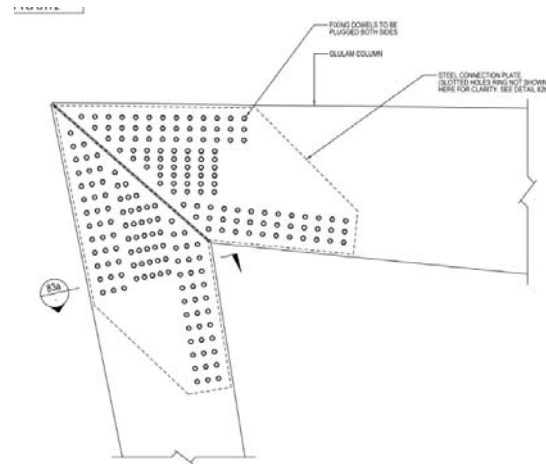 FIXING DOWELS TO BE
PLUGGED BOTH SIDES
GLULAM COLUMN
STEEL CONNECTION PLATE
(SLOTTED HOLES RING NOT SHOWN
HERE FOR CLARITY. SEE DETAIL
83a